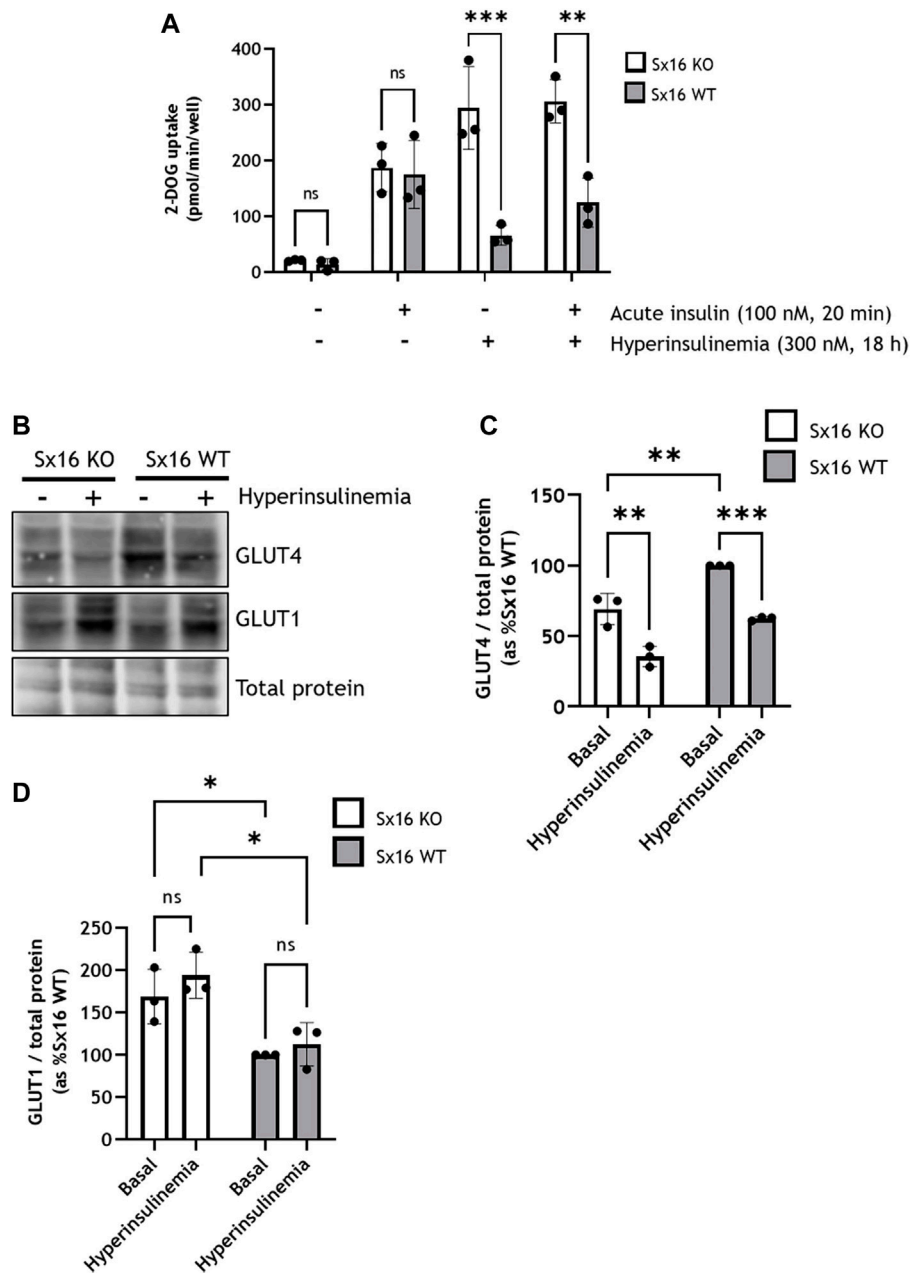 A
***
**
400
Sx16 KO
Sx16 WT
ns
300
2-DOG uptake
(pmol/min/well)
200
ns
100
0
- + - + Acute insulin (100 nM, 20 min)
- - + + Hyperinsulinemia (300 nM, 18 h)
B
Sx16 KO Sx16 WT
- + - + Hyperinsulinemia
GLUT4
GLUT1
Total protein
C
Sx16 KO
Sx16 WT
**
** ***
150
100
50
0
GLUT4 / total protein
(as %Sx16 WT)
Basal
Hyperinsulinemia
Basal
Hyperinsulinemia
D
*
*
Sx16 KO
Sx16 WT
ns
ns
250
200
150
100
50
0
GLUT1 / total protein
(as %Sx16 WT)
Basal
Hyperinsulinemia
Basal
Hyperinsulinemia